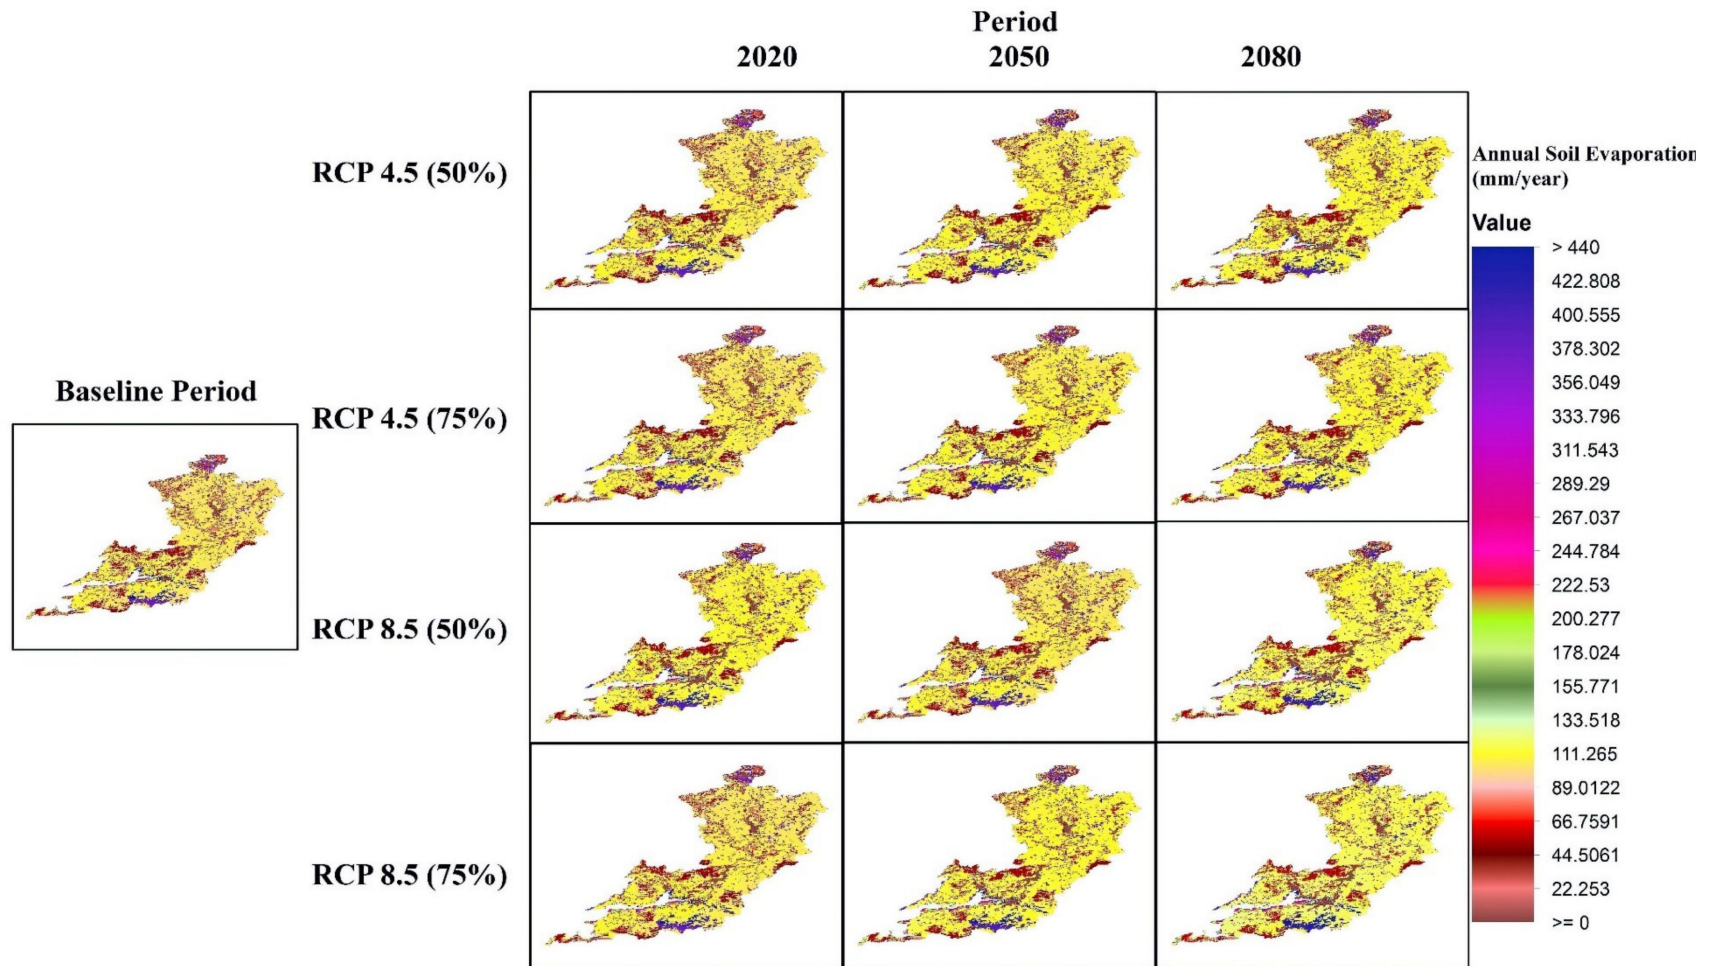 Period
2020 2050 2080
RCP 4.5 (50%)
RCP 4.5 (75%)
Baseline Period
RCP 8.5 (50%)
RCP 8.5 (75%)
Annual Soil Evaporation
(mm/year)
Value
> 440
422.808
400.555
378.302
356.049
333.796
311.543
289.29
267.037
244.784
222.53
200.277
178.024
155.771
133.518
111.265
89.0122
66.7591
44.5061
22.253
>= 0